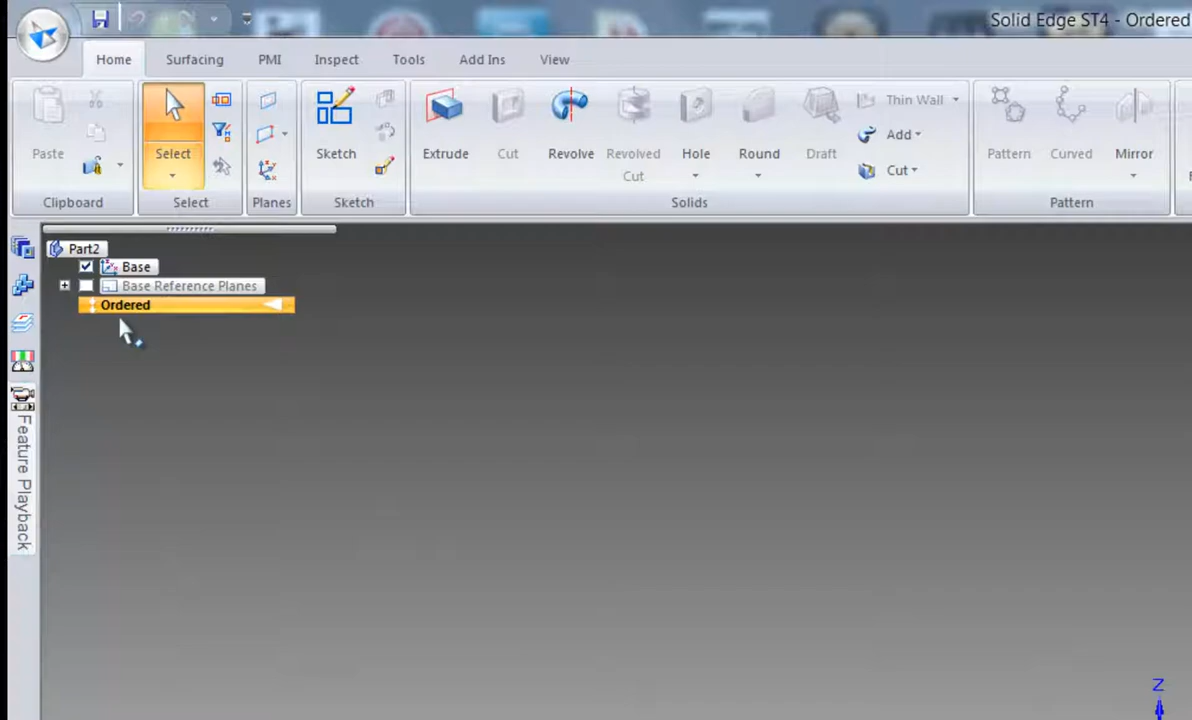 Solid Edge ST4 - Ordered
Home Surfacing PMI Inspect Tools Add Ins View
Paste
Clipboard
Select
Select
Planes
Sketch
Sketch
Extrude Cut Revolve Revolved Cut Hole Round Draft
Thin Wall
Add
Cut
Solids
Pattern Curved Mirror
Pattern
Part2
Base
Base Reference Planes
Ordered
Feature Playback
Z